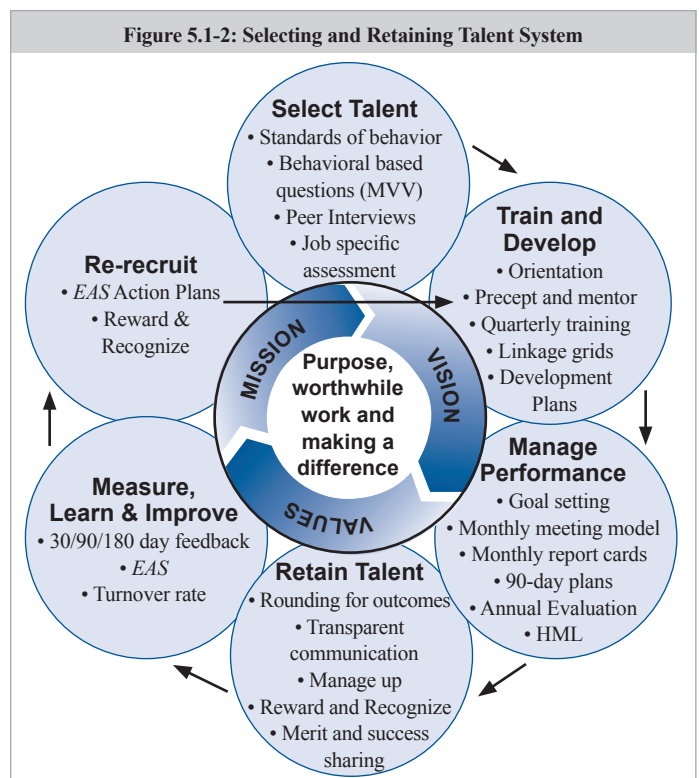 Figure 5.1-2: Selecting and Retaining Talent System
Select Talent
• Standards of behavior
• Behavioral based
questions (MVV)
• Peer Interviews
• Job specific
assessment
Train and
Develop
• Orientation
• Precept and mentor
• Quarterly training
• Linkage grids
• Development
Plans
Manage
Performance
• Goal setting
• Monthly meeting model
• Monthly report cards
• 90-day plans
• Annual Evaluation
• HML
Retain Talent
• Rounding for outcomes
• Transparent
communication
• Manage up
• Reward and Recognize
• Merit and success
sharing
Measure,
Learn & Improve
• 30/90/180 day feedback
• EAS
• Turnover rate
Re-recruit
• EAS Action Plans
• Reward &
Recognize
MISSION
VISION
VALUES
Purpose,
worthwhile
work and
making a
difference